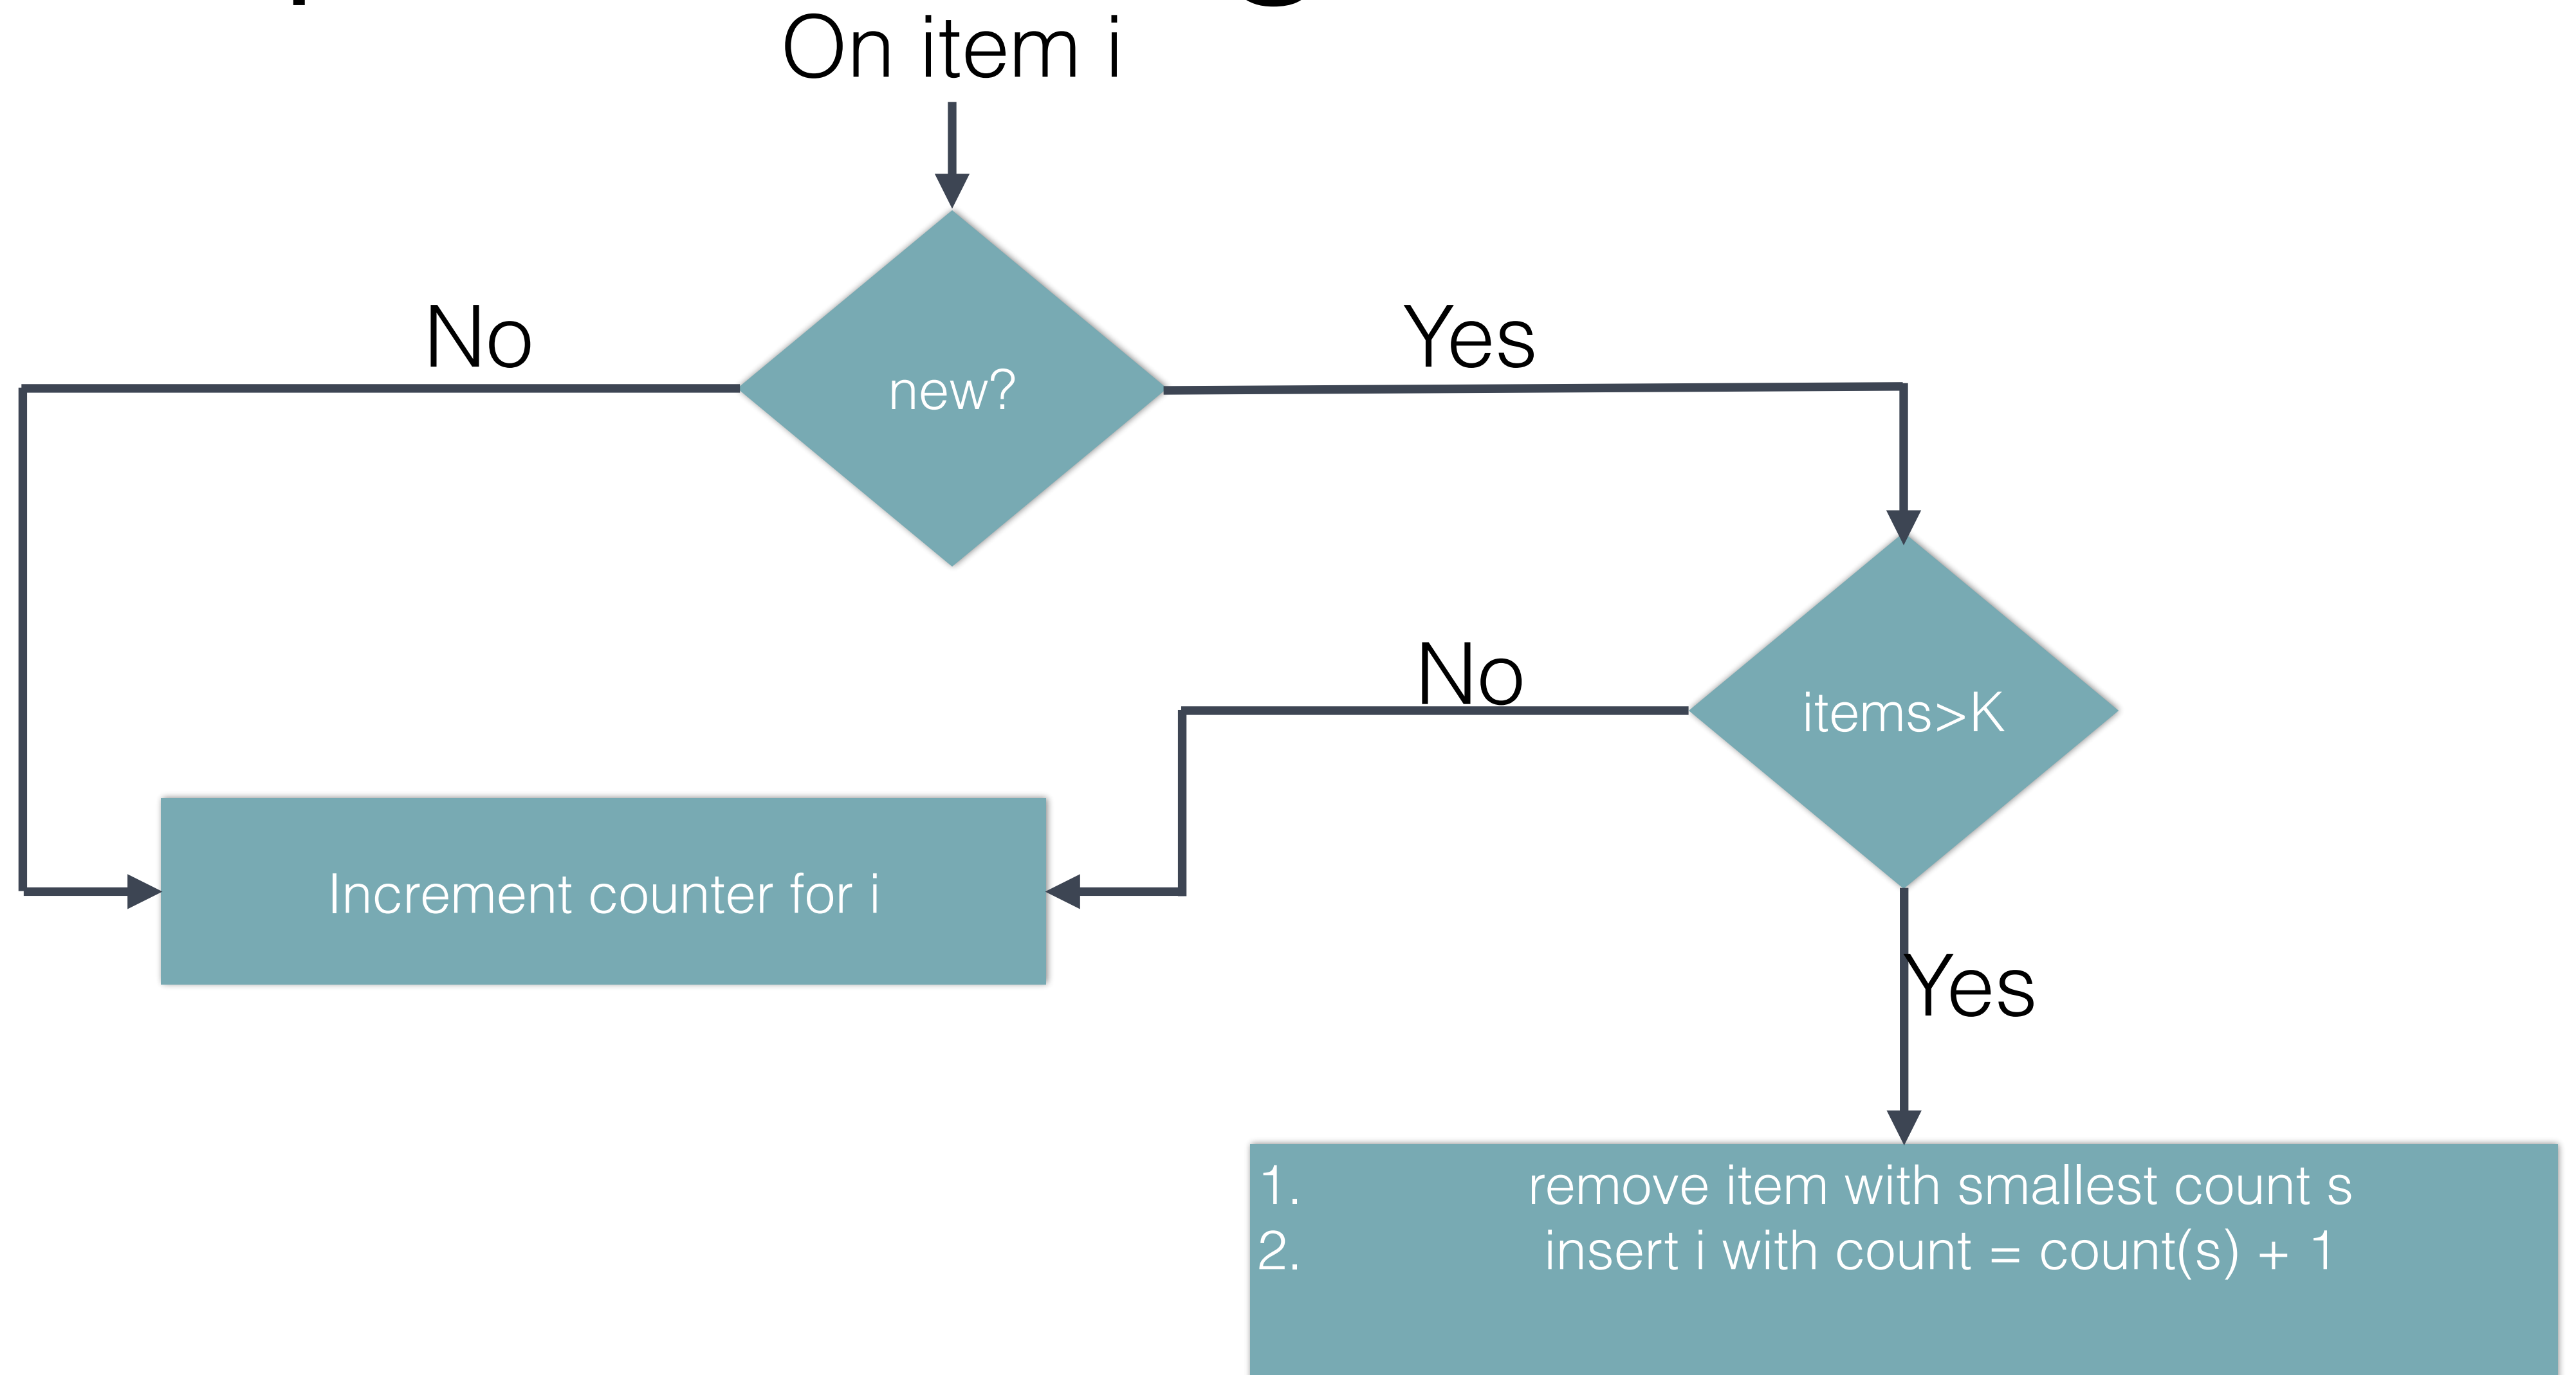 On item i
No
Yes
new?
No
items>K
Increment counter for i
Yes
1. remove item with smallest count s
2. insert i with count = count(s) + 1